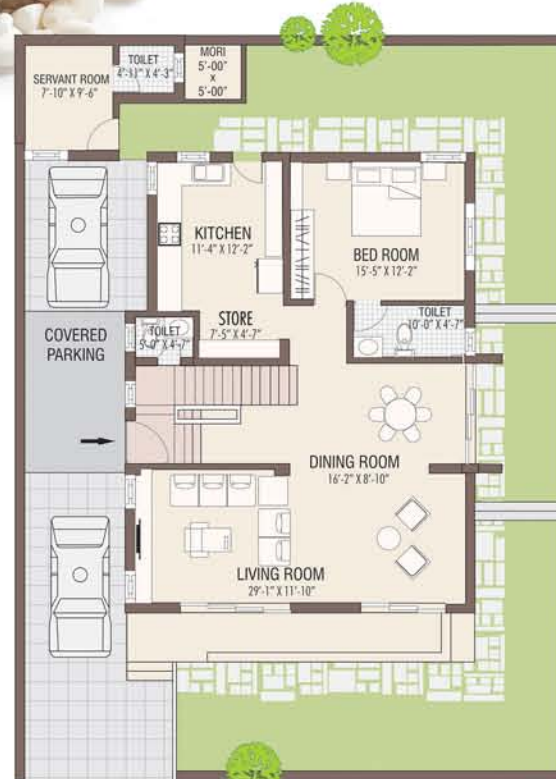 SERVANT ROOM
7'-10" X 9'-6"
TOILET
4'-11" X 4'-3"
MORI
5'-00"
x
5'-00"
KITCHEN
11'-4" X 12'-2"
BED ROOM
15'-5" X 12'-2"
STORE
7'-5" X 4'-7"
TOILET
5'-0" X 4'-7"
TOILET
10'-0" X 4'-7"
COVERED
PARKING
DINING ROOM
16'-2" X 8'-10"
LIVING ROOM
29'-1" X 11'-10"